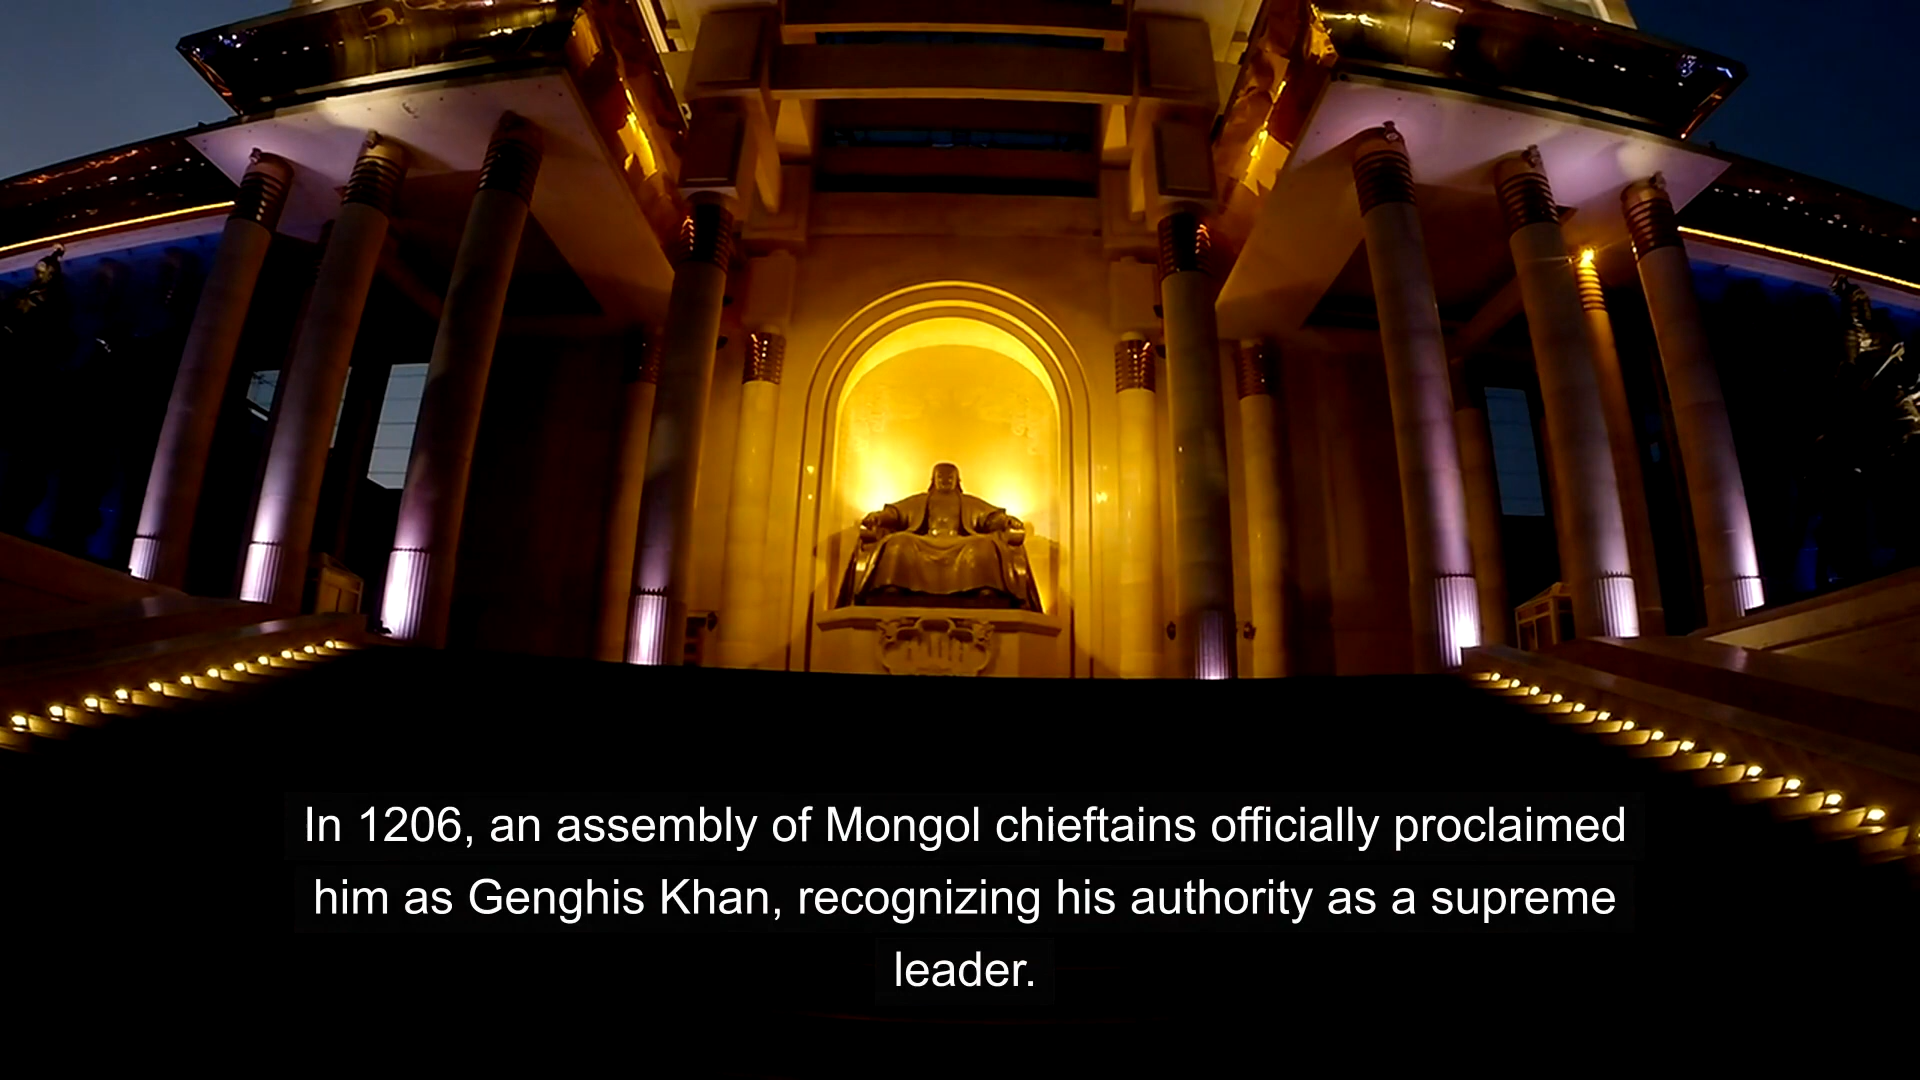 In 1206, an assembly of Mongol chieftains officially proclaimed
him as Genghis Khan, recognizing his authority as a supreme
leader.